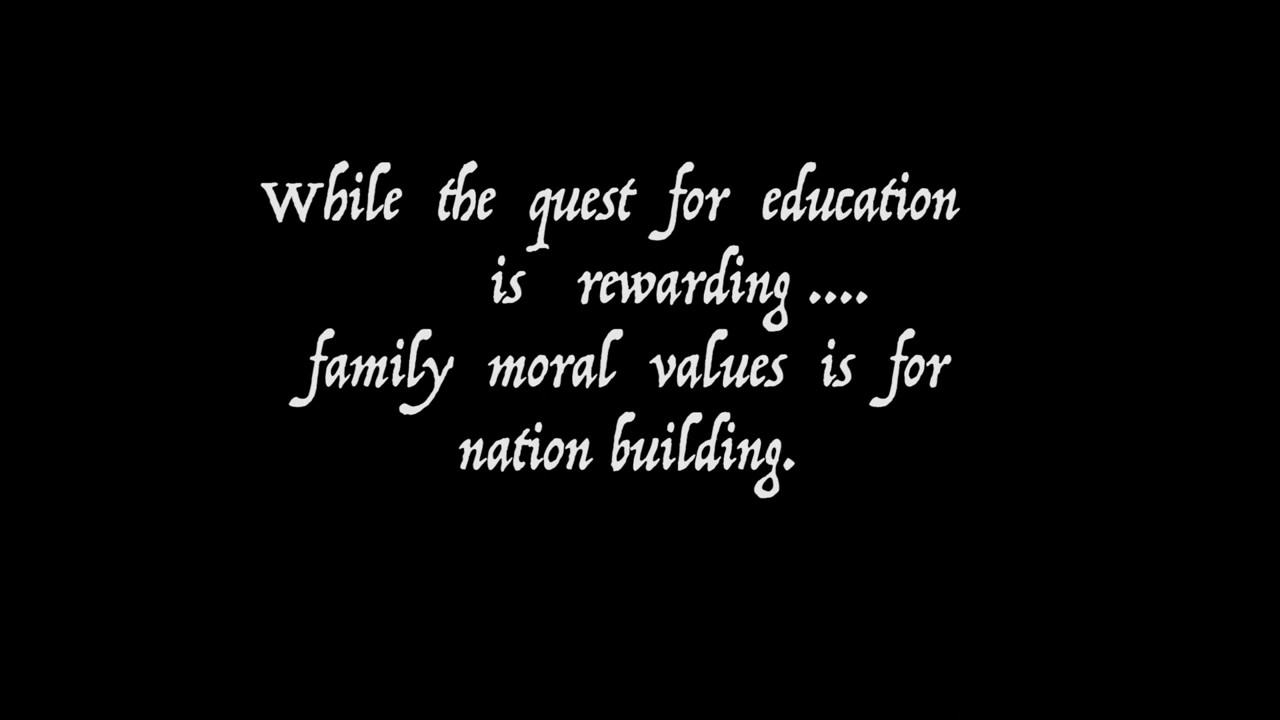 While the quest for education
is rewarding ....
family moral values is for
nation building.